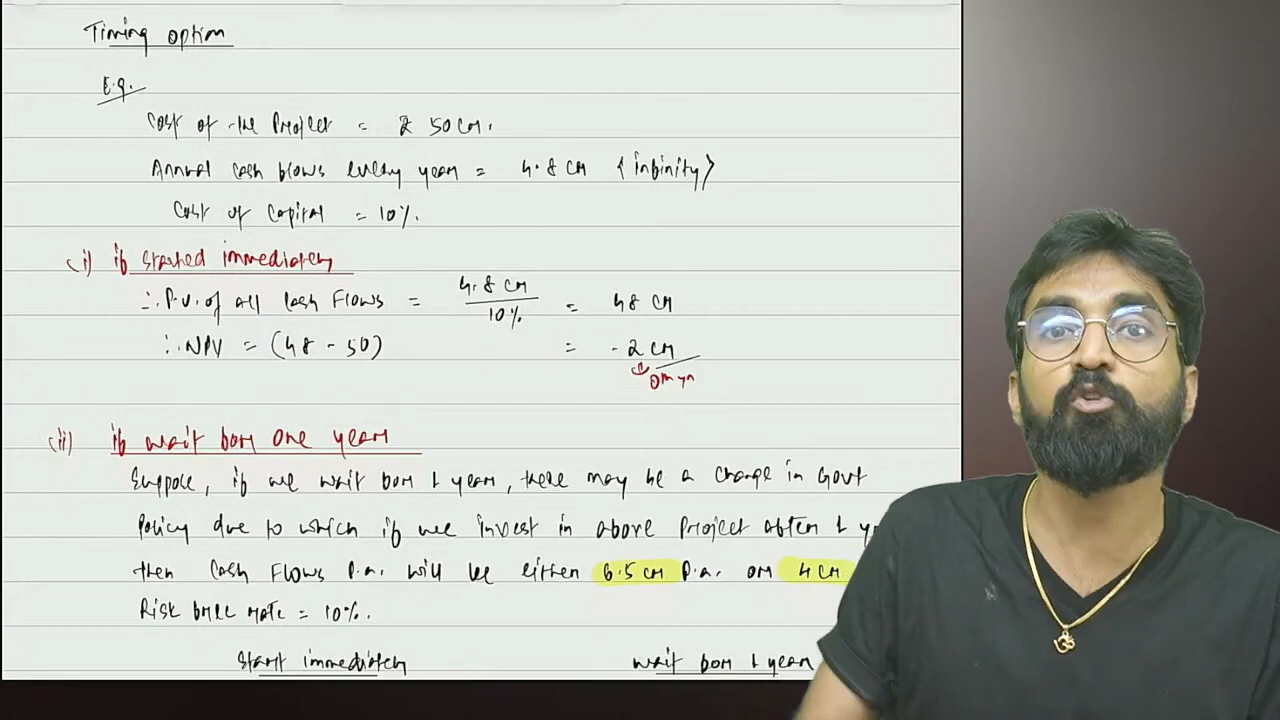 Timing option
E.g.
Cost of the Project = ₹ 50 cr.
Annual cash flows every year = 4.8 cr {infinity}
Cost of Capital = 10%.
(i) if started immediately
∴ P.V. of all Cash Flows = 4.8 cr / 10% = 48 cr
∴ NPV = (48 - 50) = - 2 cr
(ii) if wait for one year
Suppose, if we wait for 1 year, there may be a change in Govt
Policy due to which if we invest in above Project after 1 y
then Cash Flows P.a. will be either 6.5 cr P.a. or 4 cr
Risk free rate = 10%.
Start immediately wait for 1 year